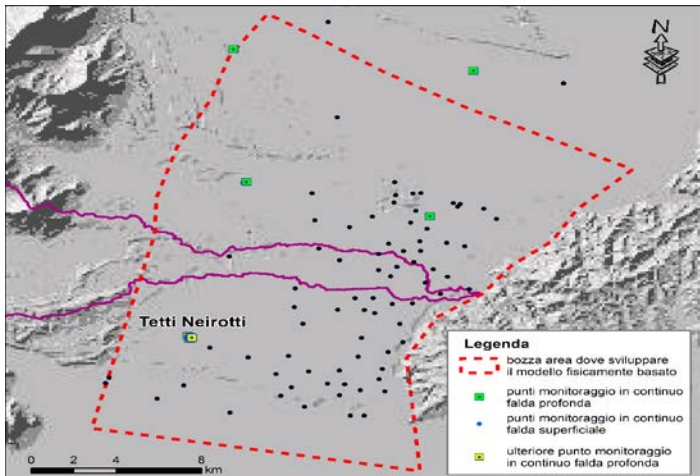 N
Tetti Neirotti
Legenda
bozza area dove sviluppare
il modello fisicamente basato
punti monitoraggio in continuo
falda profonda
punti monitoraggio in continuo
falda superficiale
ulteriore punto monitoraggio
in continuo falda profonda
0 2 4 8
km